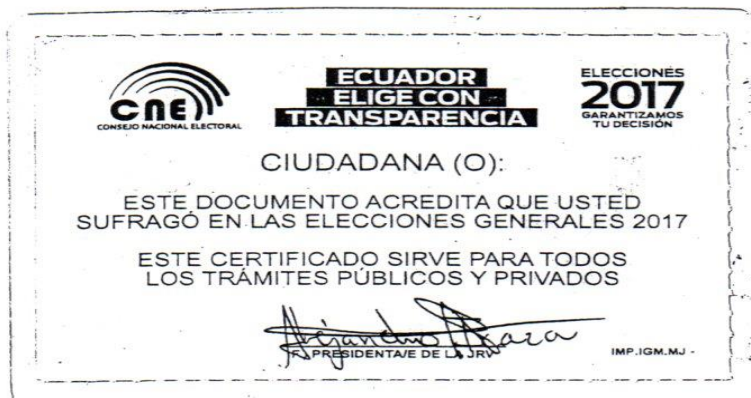 CNE
CONSEJO NACIONAL ELECTORAL
ECUADOR
ELIGE CON
TRANSPARENCIA
ELECCIONES
2017
GARANTIZAMOS
TU DECISIÓN
CIUDADANA (O):
ESTE DOCUMENTO ACREDITA QUE USTED
SUFRAGÓ EN LAS ELECCIONES GENERALES 2017
ESTE CERTIFICADO SIRVE PARA TODOS
LOS TRÁMITES PÚBLICOS Y PRIVADOS
F. PRESIDENTA/E DE LA JRV
IMP.IGM.MJ